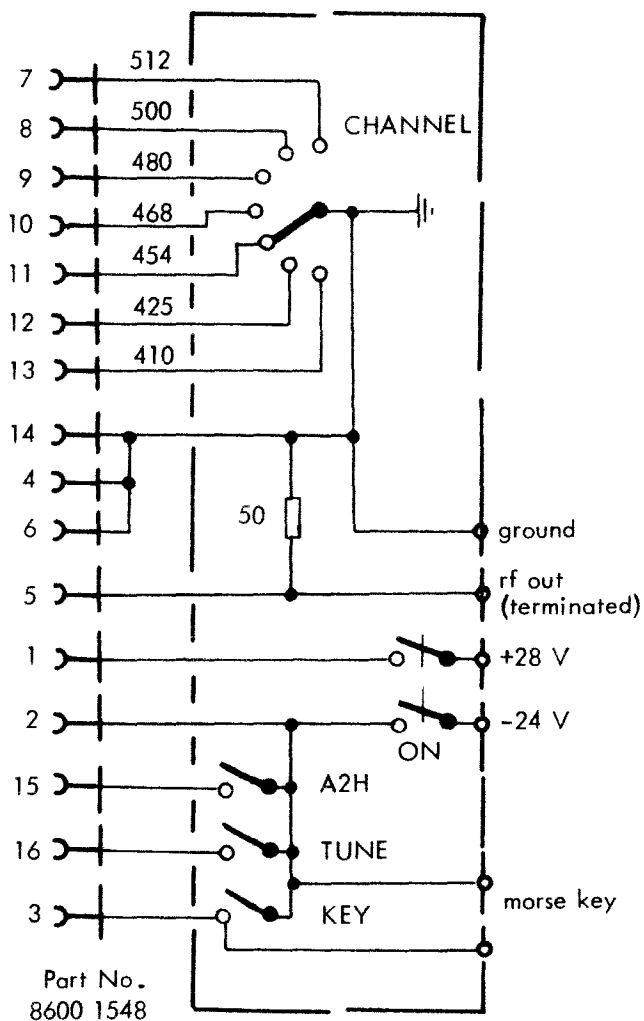 7 512
8 500 CHANNEL
9 480
10 468
11 454
12 425
13 410
14
4
6 50 ground
5 rf out
(terminated)
1 +28 V
2 -24 V
ON
15 A2H
16 TUNE
3 KEY morse key
Part No.
8600 1548